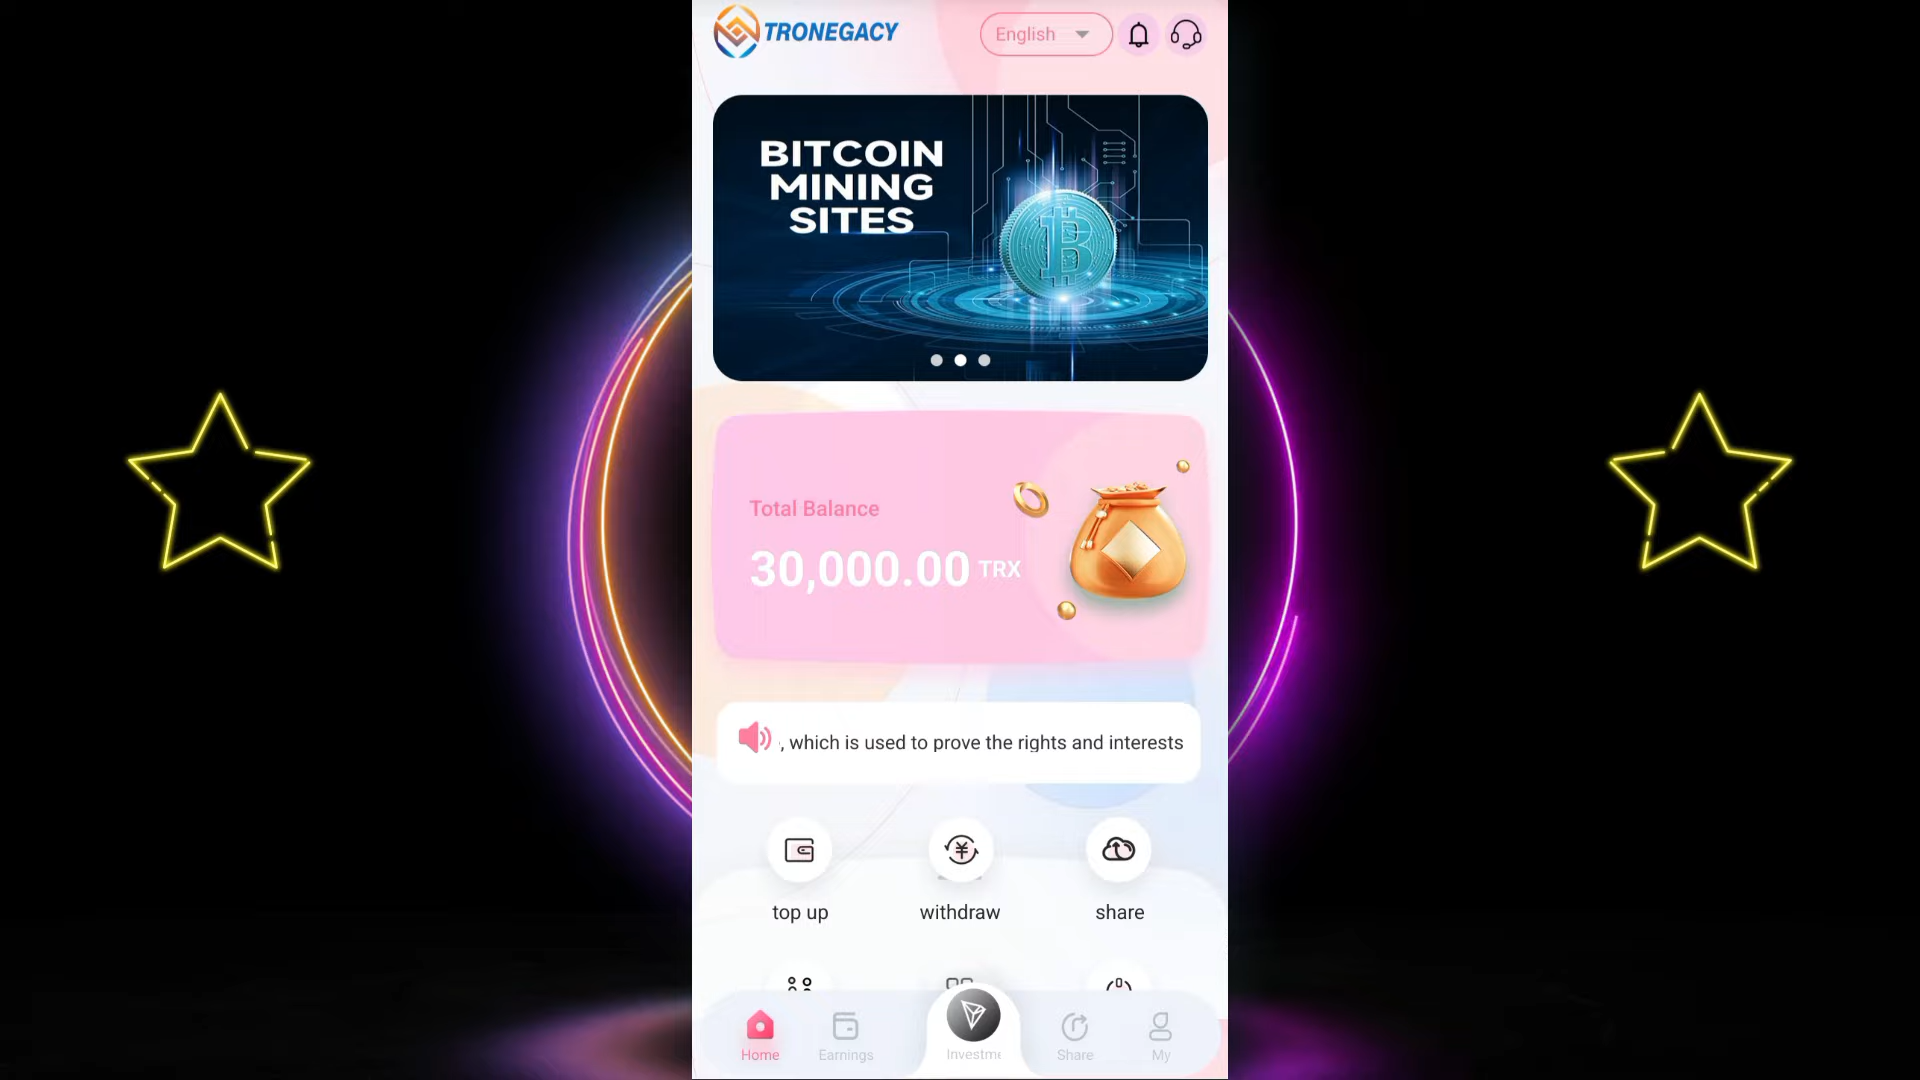 TRONEGACY
English
BITCOIN
MINING
SITES
Total Balance
30,000.00 TRX
, which is used to prove the rights and interests
top up
withdraw
share
Home
Earnings
Investme
Share
My